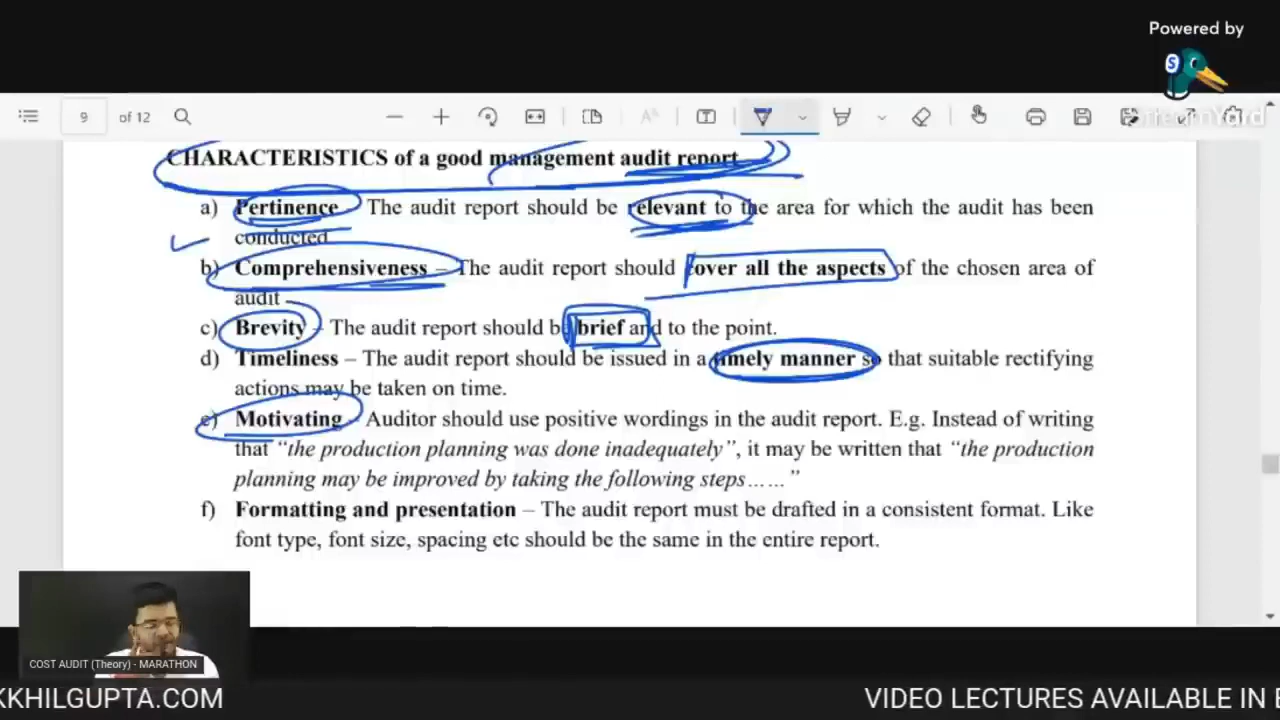 Powered by
S
StreamYard
9 of 12
CHARACTERISTICS of a good management audit report
a) Pertinence The audit report should be relevant to the area for which the audit has been
conducted
b) Comprehensiveness – The audit report should cover all the aspects of the chosen area of
audit
c) Brevity – The audit report should be brief and to the point.
d) Timeliness – The audit report should be issued in a timely manner so that suitable rectifying
actions may be taken on time.
e) Motivating – Auditor should use positive wordings in the audit report. E.g. Instead of writing
that “the production planning was done inadequately”, it may be written that “the production
planning may be improved by taking the following steps…… ”
f) Formatting and presentation – The audit report must be drafted in a consistent format. Like
font type, font size, spacing etc should be the same in the entire report.
COST AUDIT (Theory) - MARATHON
KKHILGUPTA.COM
VIDEO LECTURES AVAILABLE IN E